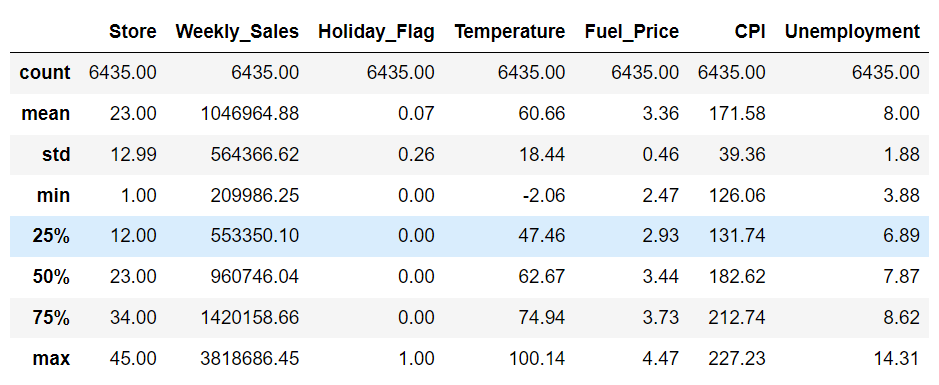 Store Weekly_Sales Holiday_Flag Temperature Fuel_Price CPI Unemployment
count 6435.00 6435.00 6435.00 6435.00 6435.00 6435.00 6435.00
mean 23.00 1046964.88 0.07 60.66 3.36 171.58 8.00
std 12.99 564366.62 0.26 18.44 0.46 39.36 1.88
min 1.00 209986.25 0.00 -2.06 2.47 126.06 3.88
25% 12.00 553350.10 0.00 47.46 2.93 131.74 6.89
50% 23.00 960746.04 0.00 62.67 3.44 182.62 7.87
75% 34.00 1420158.66 0.00 74.94 3.73 212.74 8.62
max 45.00 3818686.45 1.00 100.14 4.47 227.23 14.31